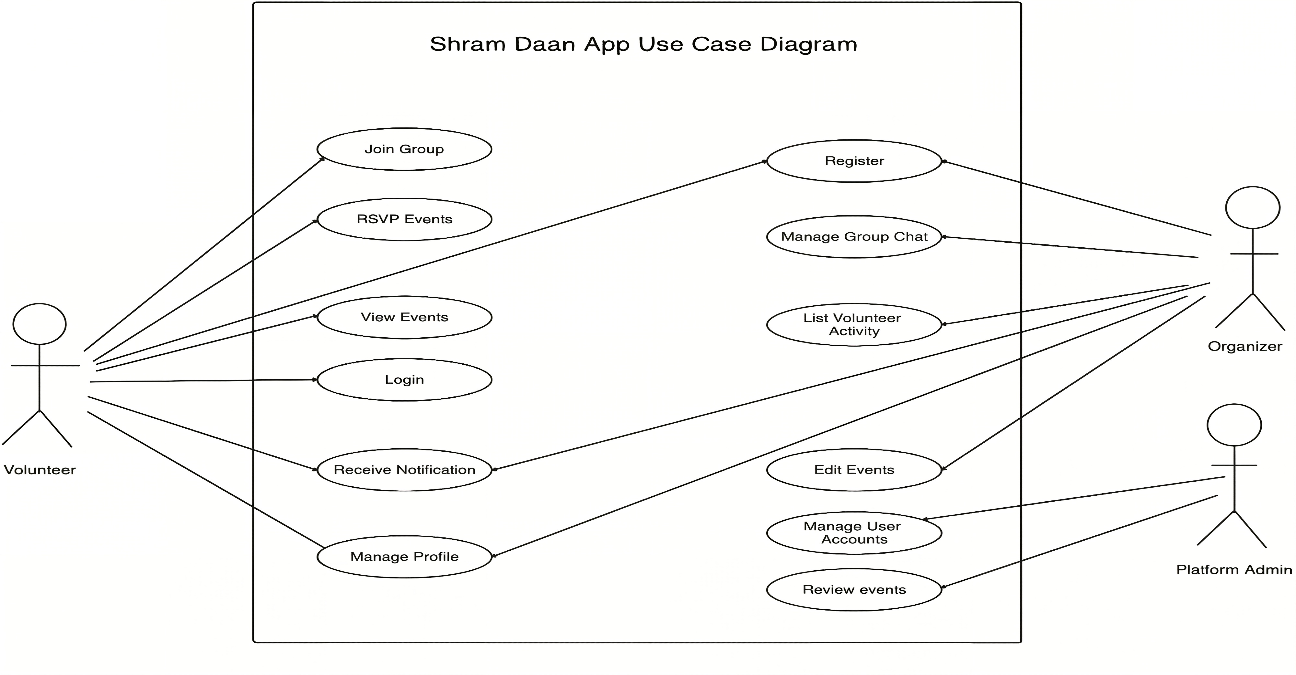 Shram Daan App Use Case Diagram
Join Group
Register
RSVP Events
Manage Group Chat
View Events
List Volunteer
Activity
Organizer
Login
Volunteer
Receive Notification
Edit Events
Manage User
Accounts
Manage Profile
Platform Admin
Review events